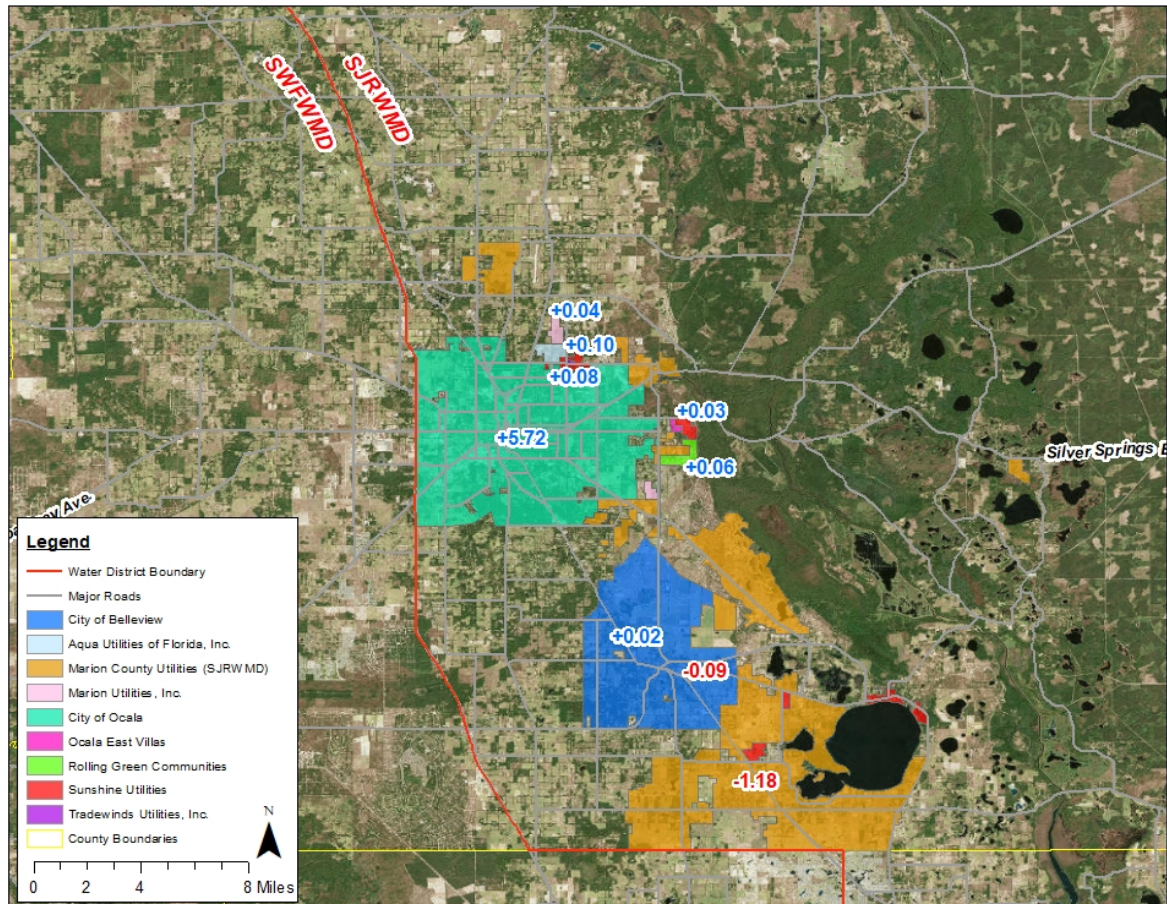 SWFWMD
SJRWMD
+0.04
+0.10
+0.08
+0.03
+5.72
+0.06
Silver Springs B
ey Ave.
+0.02
-0.09
-1.18
Legend
Water District Boundary
Major Roads
City of Belleview
Aqua Utilities of Florida, Inc.
Marion County Utilities (SJRWMD)
Marion Utilities, Inc.
City of Ocala
Ocala East Villas
Rolling Green Communities
Sunshine Utilities
Tradewinds Utilities, Inc.
County Boundaries
N
0 2 4 8 Miles